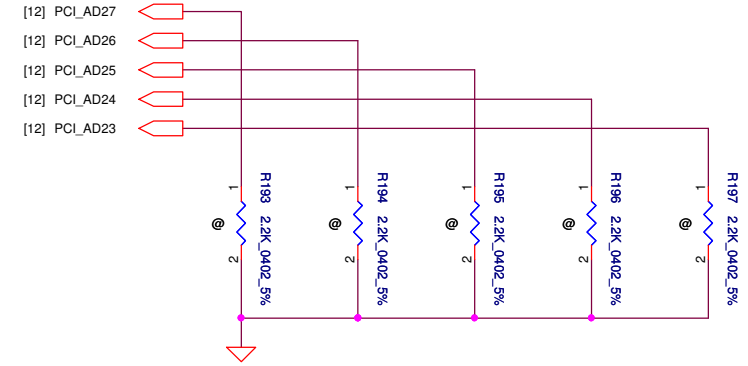 [12] PCI_AD27
[12] PCI_AD26
[12] PCI_AD25
[12] PCI_AD24
[12] PCI_AD23
1
R193 2.2K_0402_5%
@
2
1
R194 2.2K_0402_5%
@
2
1
R195 2.2K_0402_5%
@
2
1
R196 2.2K_0402_5%
@
2
1
R197 2.2K_0402_5%
@
2